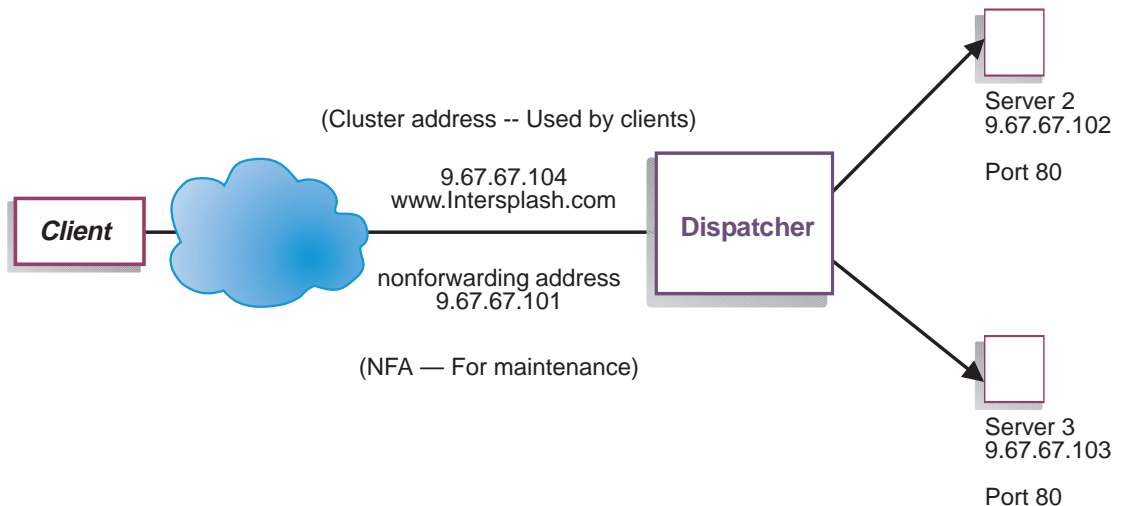 Client
(Cluster address -- Used by clients)
9.67.67.104
www.Intersplash.com
nonforwarding address
9.67.67.101
(NFA — For maintenance)
Dispatcher
Server 2
9.67.67.102
Port 80
Server 3
9.67.67.103
Port 80